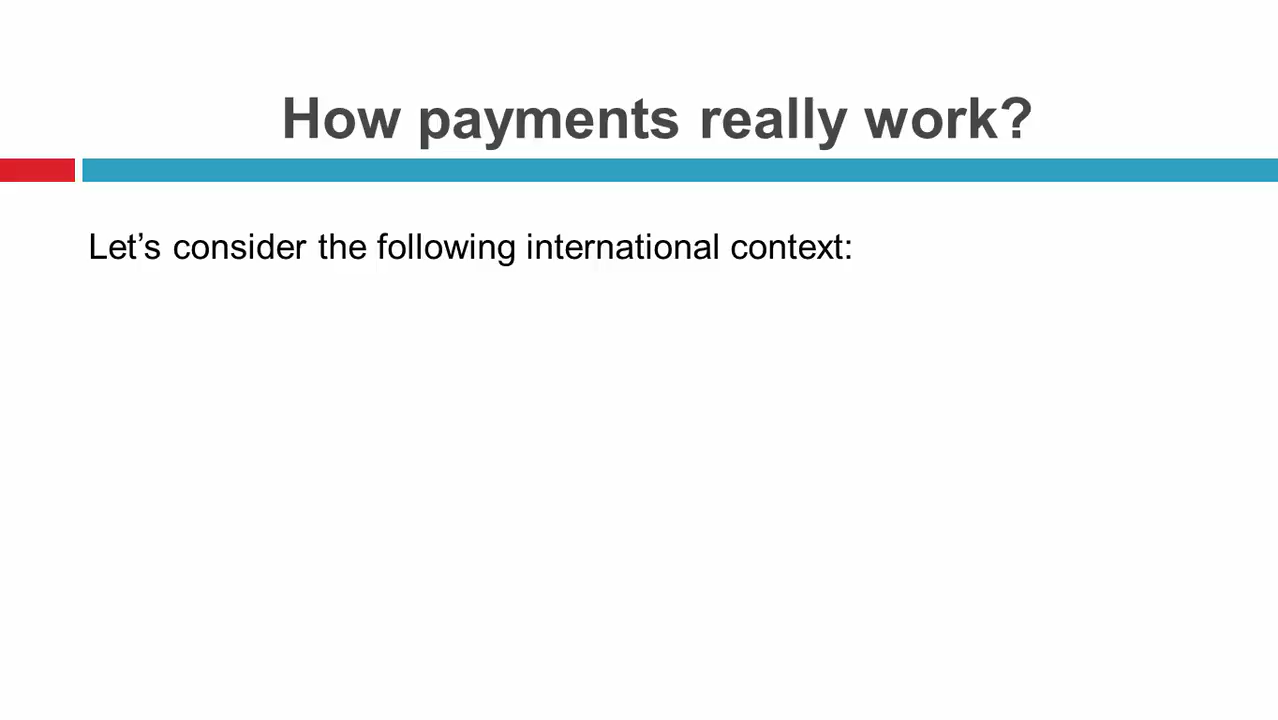 How payments really work?
Let’s consider the following international context: